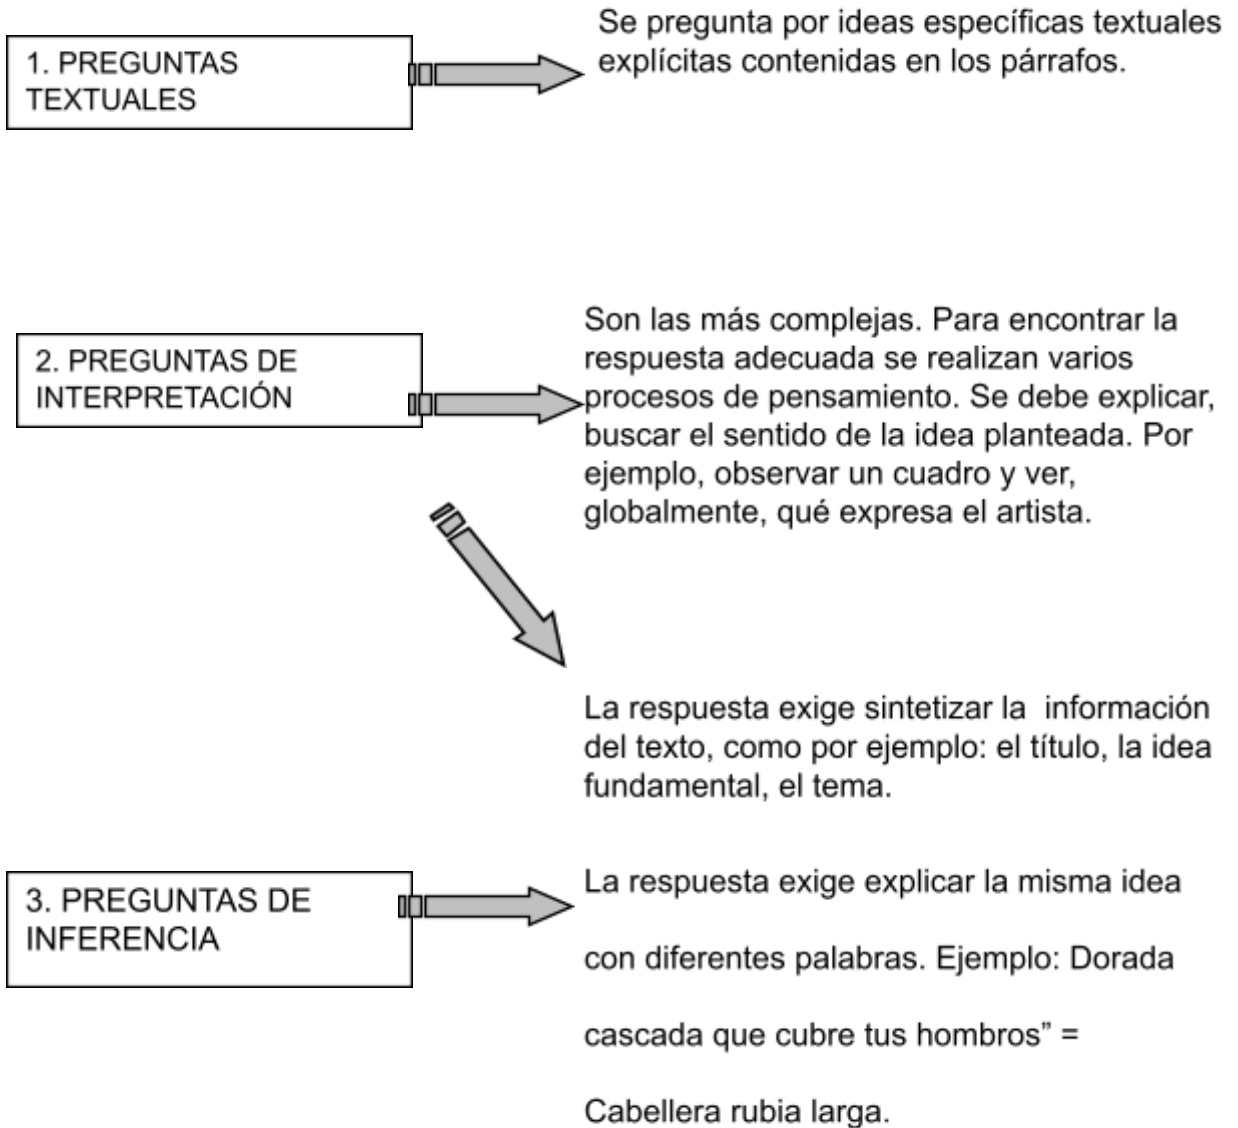 1. PREGUNTAS
TEXTUALES
Se pregunta por ideas específicas textuales
explícitas contenidas en los párrafos.
2. PREGUNTAS DE
INTERPRETACIÓN
Son las más complejas. Para encontrar la
respuesta adecuada se realizan varios
procesos de pensamiento. Se debe explicar,
buscar el sentido de la idea planteada. Por
ejemplo, observar un cuadro y ver,
globalmente, qué expresa el artista.
La respuesta exige sintetizar la  información
del texto, como por ejemplo: el título, la idea
fundamental, el tema.
3. PREGUNTAS DE
INFERENCIA
La respuesta exige explicar la misma idea
con diferentes palabras. Ejemplo: Dorada
cascada que cubre tus hombros” =
Cabellera rubia larga.